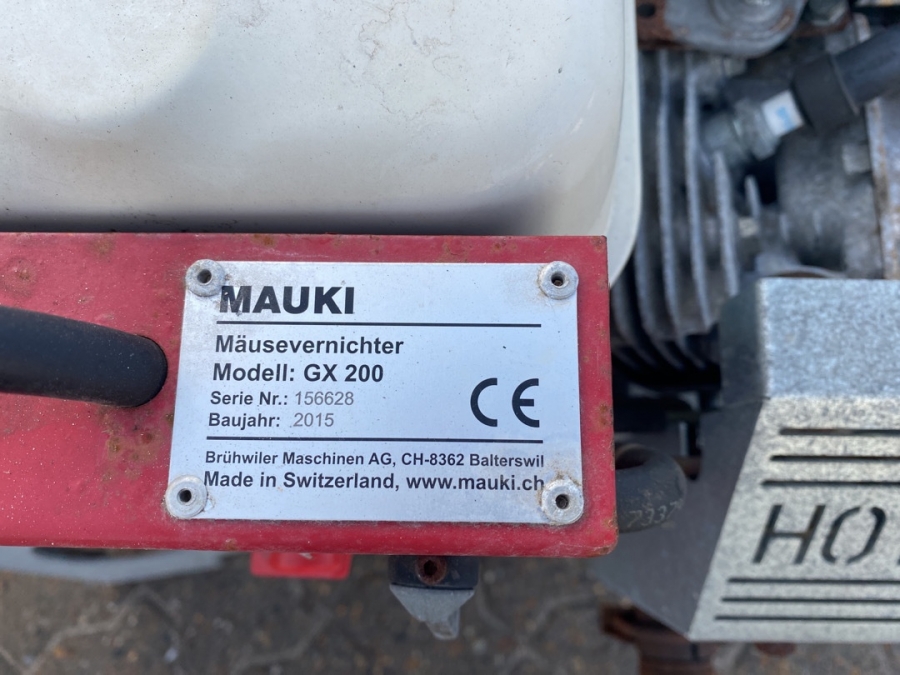 MAUKI
Mäusevernichter
Modell: GX 200
Serie Nr.: 156628
Baujahr: 2015
CE
Brühwiler Maschinen AG, CH-8362 Balterswil
Made in Switzerland, www.mauki.ch
HO